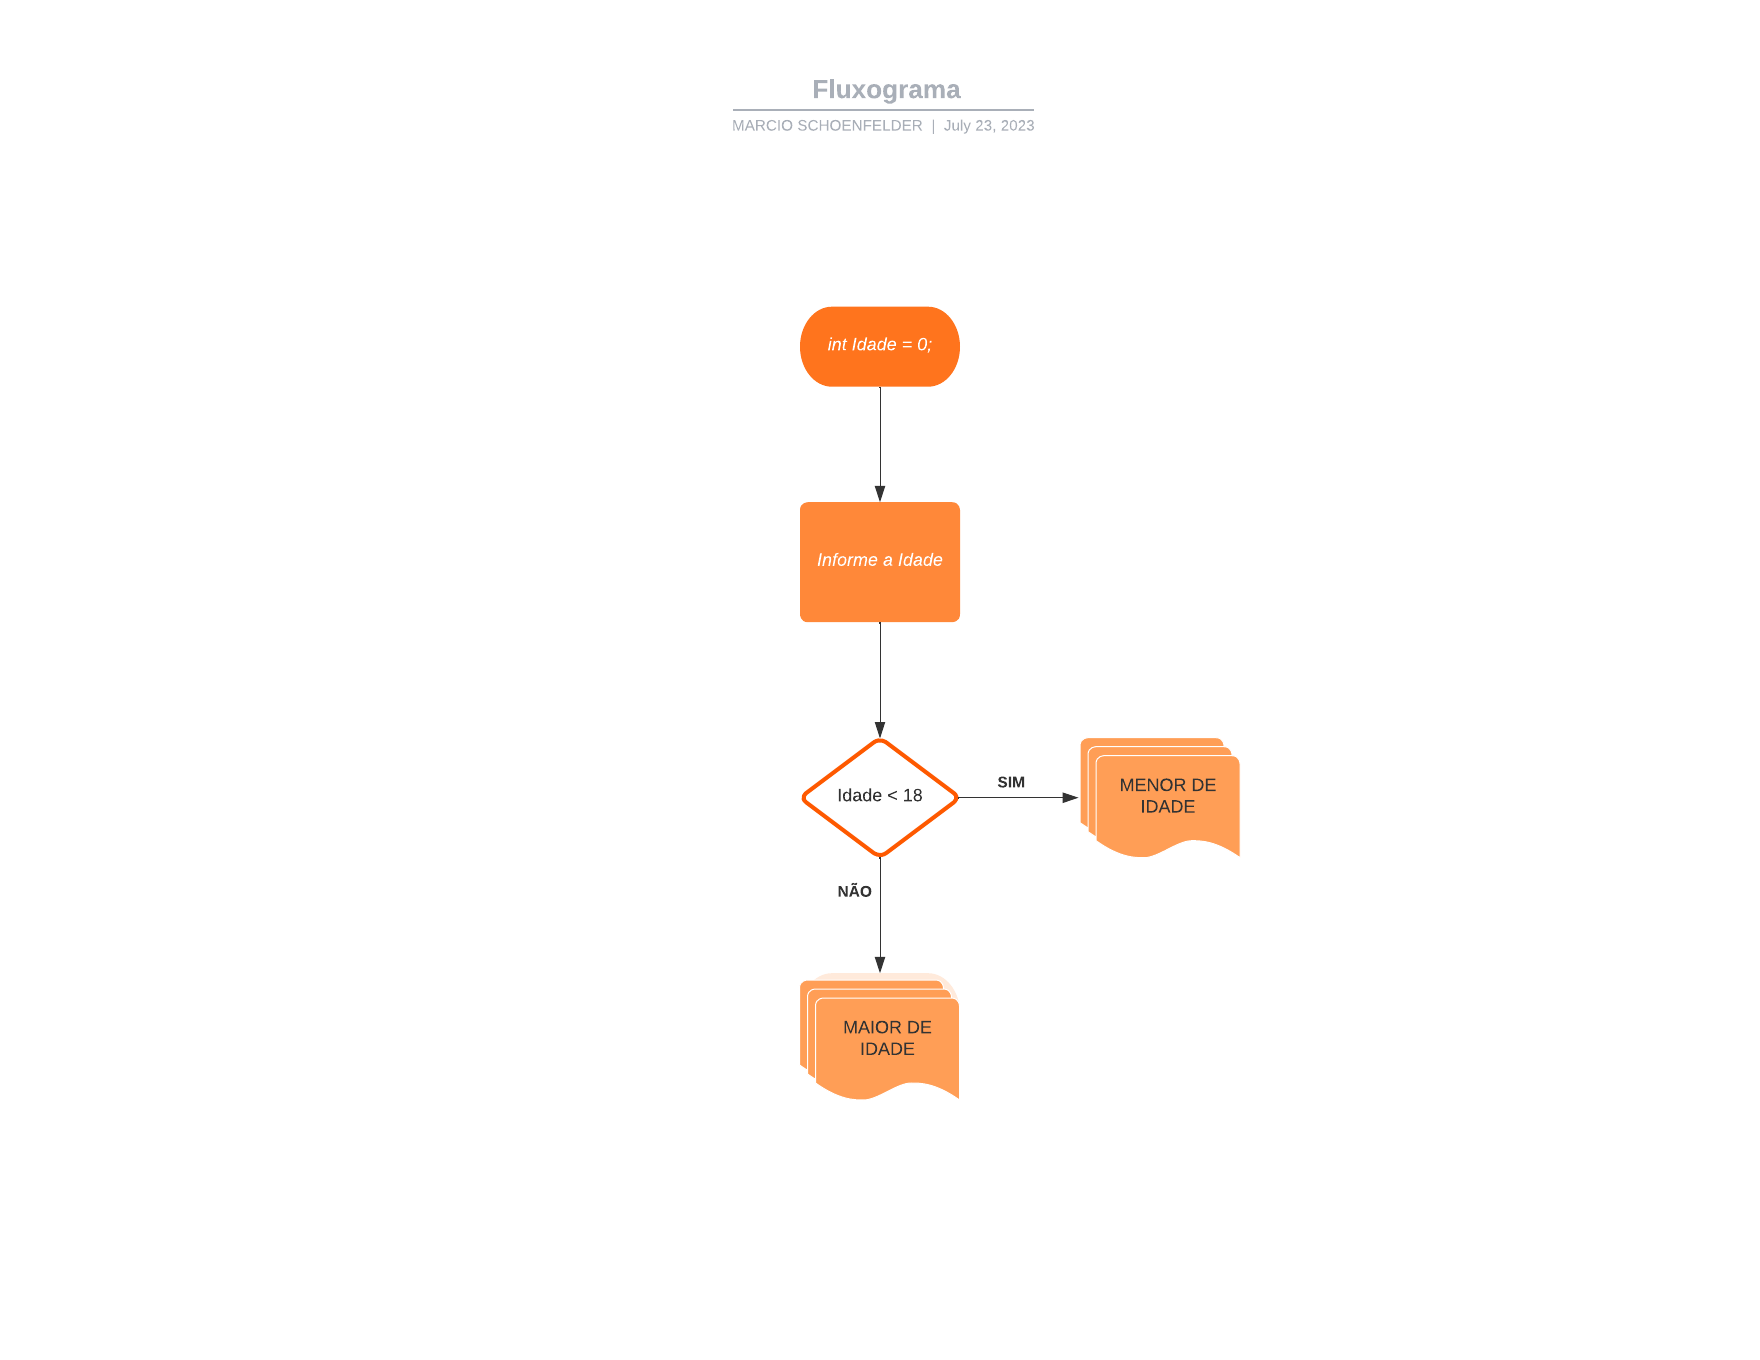 Fluxograma
MARCIO SCHOENFELDER | July 23, 2023
int Idade = 0;
Informe a Idade
Idade < 18
SIM
MENOR DE
IDADE
NÃO
MAIOR DE
IDADE